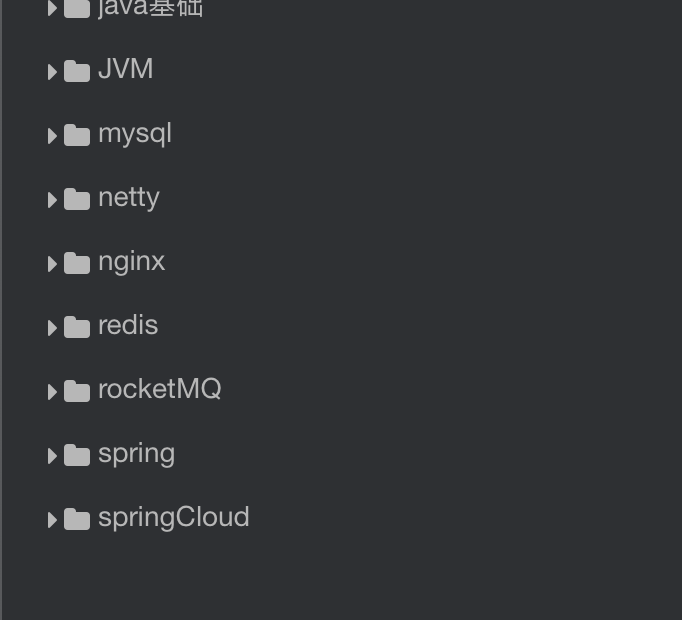 java基础
JVM
mysql
netty
nginx
redis
rocketMQ
spring
springCloud